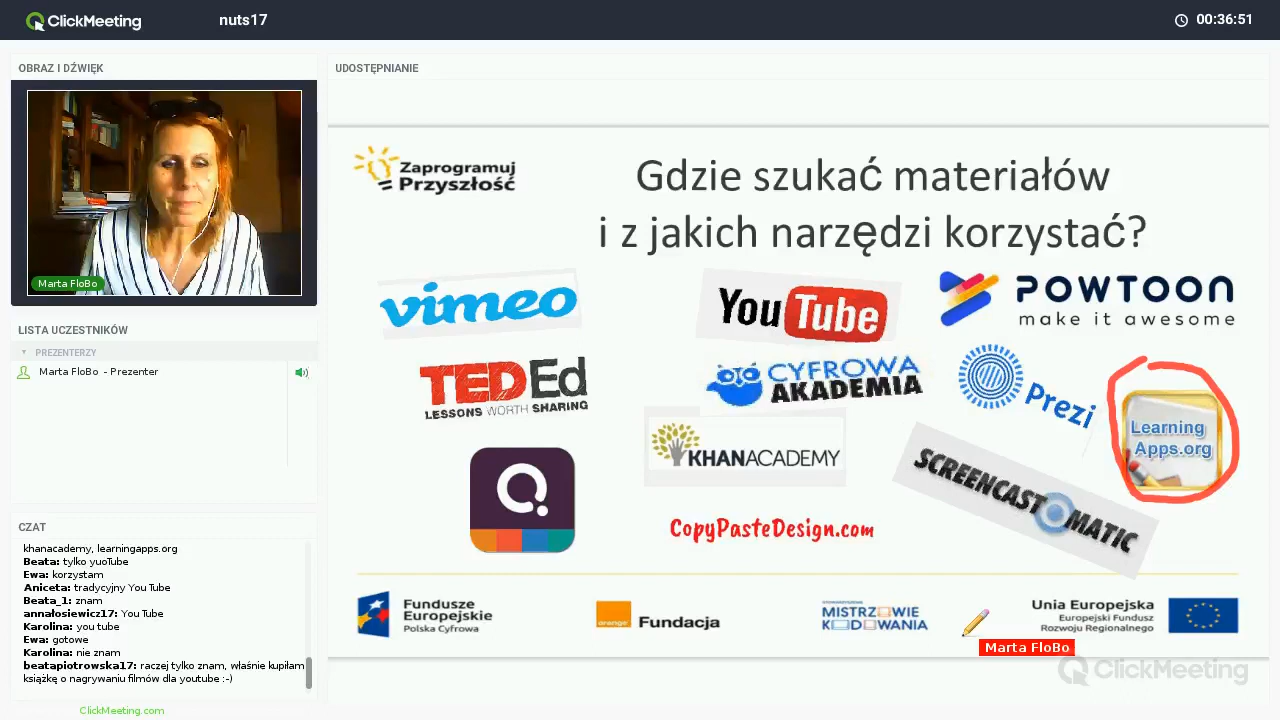 ClickMeeting
nuts17
00:36:51
OBRAZ I DŹWIĘK
Marta FloBo
LISTA UCZESTNIKÓW
PREZENTERZY
Marta FloBo - Prezenter
CZAT
khanacademy, learningapps.org
Beata: tylko yuoTube
Ewa: korzystam
Aniceta: tradycyjny You Tube
Beata_1: znam
annałosiewicz17: You Tube
Karolina: you tube
Ewa: gotowe
Karolina: nie znam
beatapiotrowska17: raczej tylko znam, właśnie kupiłam
książkę o nagrywaniu filmów dla youtube :-)
ClickMeeting.com
UDOSTĘPNIANIE
Zaprogramuj
Przyszłość
Gdzie szukać materiałów
i z jakich narzędzi korzystać?
vimeo
YouTube
POWTOON
make it awesome
TEDEd
LESSONS WORTH SHARING
CYFROWA
AKADEMIA
Prezi
Learning
Apps.org
KHANACADEMY
SCREENCAST-O-MATIC
CopyPasteDesign.com
Fundusze
Europejskie
Polska Cyfrowa
orange
Fundacja
STOWARZYSZENIE
MISTRZOWIE
KODOWANIA
Unia Europejska
Europejski Fundusz
Rozwoju Regionalnego
Marta FloBo
ClickMeeting